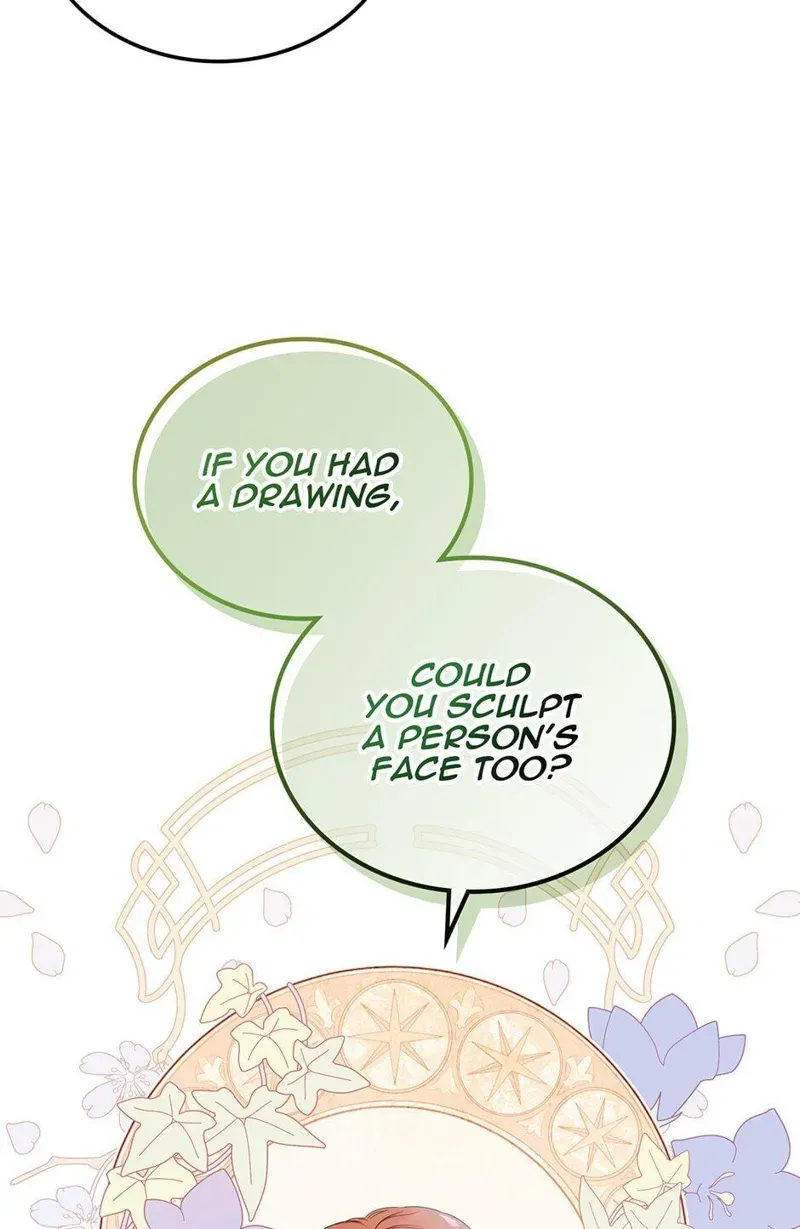 IF YOU HAD
A DRAWING,
COULD
YOU SCULPT
A PERSON'S
FACE TOO?